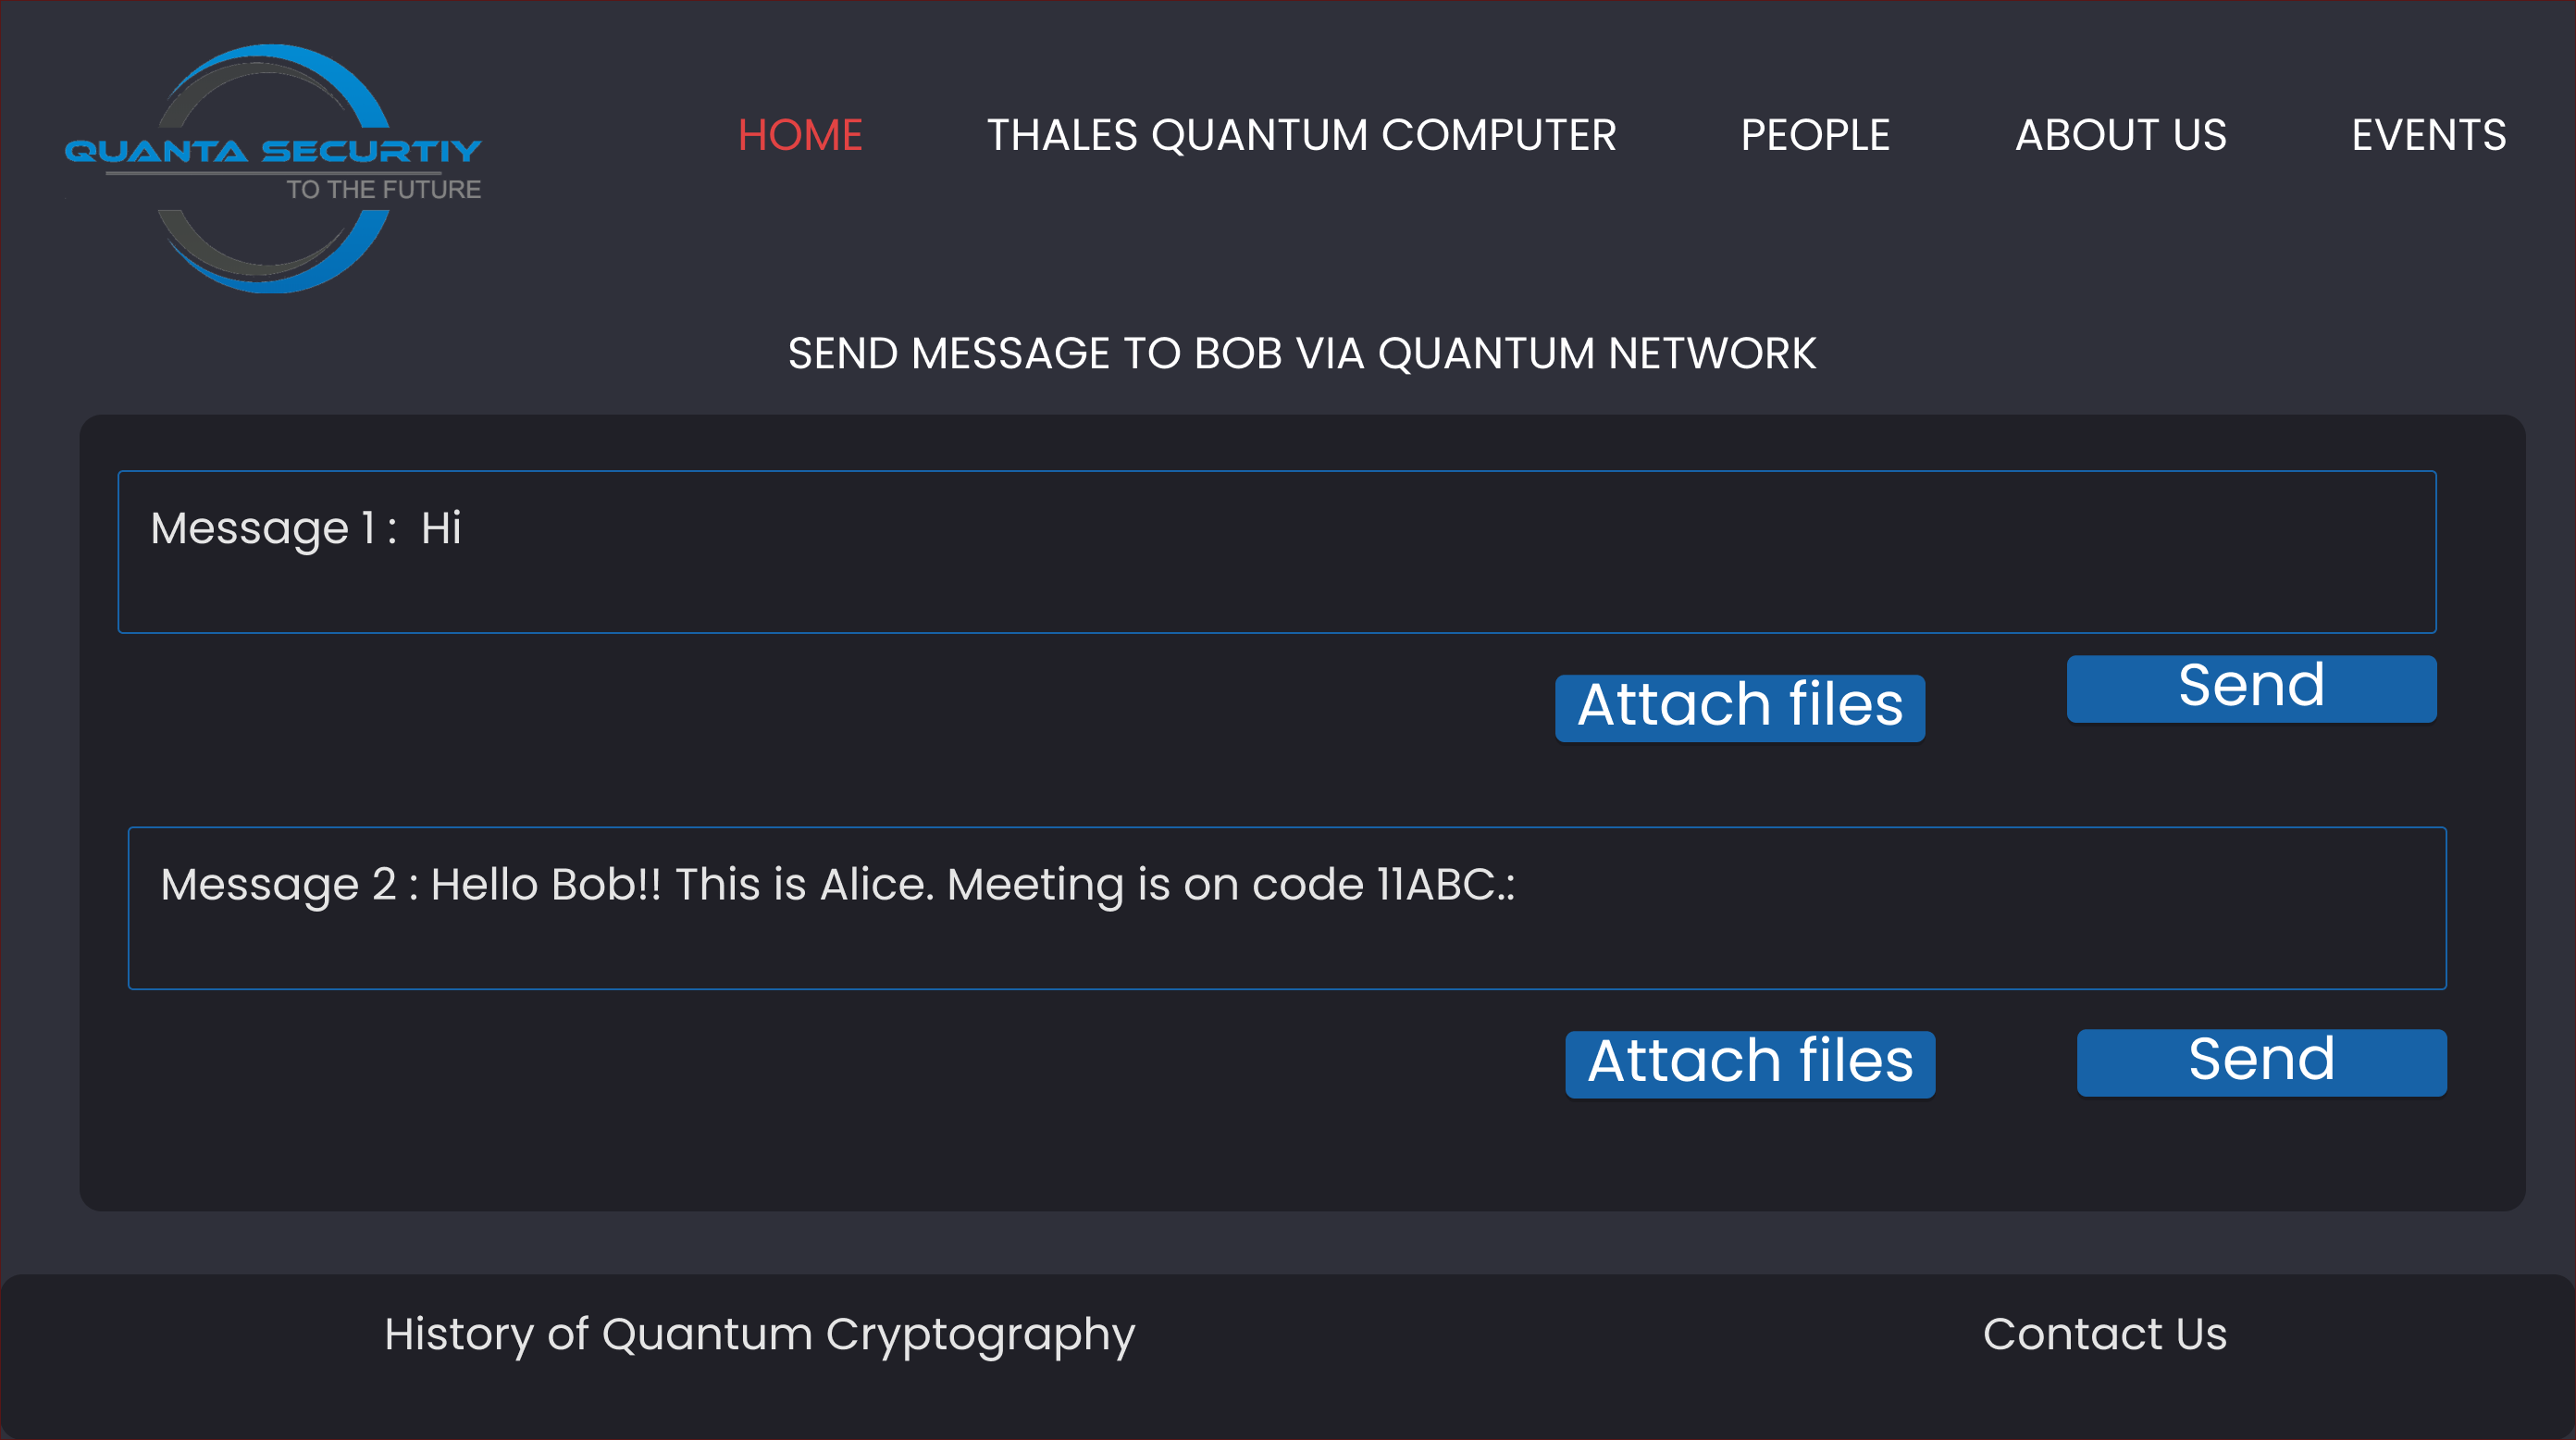 QUANTA SECURTIY
TO THE FUTURE
HOME THALES QUANTUM COMPUTER PEOPLE ABOUT US EVENTS
SEND MESSAGE TO BOB VIA QUANTUM NETWORK
Message 1 :  Hi
Attach files Send
Message 2 : Hello Bob!! This is Alice. Meeting is on code 11ABC.:
Attach files Send
History of Quantum Cryptography Contact Us